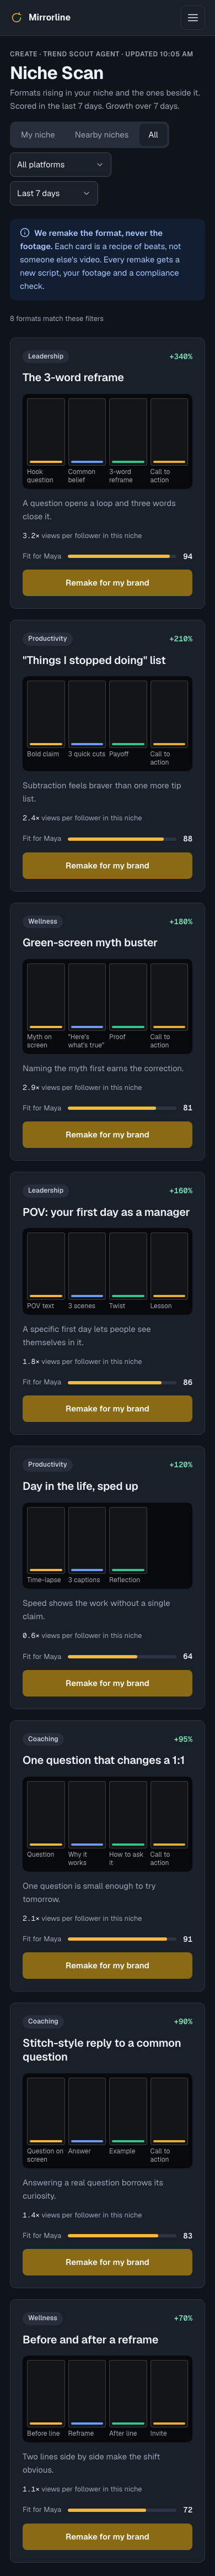 Mirrorline
CREATE · TREND SCOUT AGENT · UPDATED 10:05 AM
Niche Scan
Formats rising in your niche and the ones beside it.
Scored in the last 7 days. Growth over 7 days.
My niche
Nearby niches
All
All platforms
Last 7 days
We remake the format, never the
footage. Each card is a recipe of beats, not
someone else's video. Every remake gets a
new script, your footage and a compliance
check.
8 formats match these filters
Leadership
+340%
The 3-word reframe
Hook question
Common belief
3-word reframe
Call to action
A question opens a loop and three words
close it.
3.2× views per follower in this niche
Fit for Maya
94
Remake for my brand
Productivity
+210%
"Things I stopped doing" list
Bold claim
3 quick cuts
Payoff
Call to action
Subtraction feels braver than one more tip
list.
2.4× views per follower in this niche
Fit for Maya
88
Remake for my brand
Wellness
+180%
Green-screen myth buster
Myth on screen
"Here's what's true"
Proof
Call to action
Naming the myth first earns the correction.
2.9× views per follower in this niche
Fit for Maya
81
Remake for my brand
Leadership
+160%
POV: your first day as a manager
POV text
3 scenes
Twist
Lesson
A specific first day lets people see
themselves in it.
1.8× views per follower in this niche
Fit for Maya
86
Remake for my brand
Productivity
+120%
Day in the life, sped up
Time-lapse
3 captions
Reflection
Speed shows the work without a single
claim.
0.6× views per follower in this niche
Fit for Maya
64
Remake for my brand
Coaching
+95%
One question that changes a 1:1
Question
Why it works
How to ask it
Call to action
One question is small enough to try
tomorrow.
2.1× views per follower in this niche
Fit for Maya
91
Remake for my brand
Coaching
+90%
Stitch-style reply to a common
question
Question on screen
Answer
Example
Call to action
Answering a real question borrows its
curiosity.
1.4× views per follower in this niche
Fit for Maya
83
Remake for my brand
Wellness
+70%
Before and after a reframe
Before line
Reframe
After line
Invite
Two lines side by side make the shift
obvious.
1.1× views per follower in this niche
Fit for Maya
72
Remake for my brand